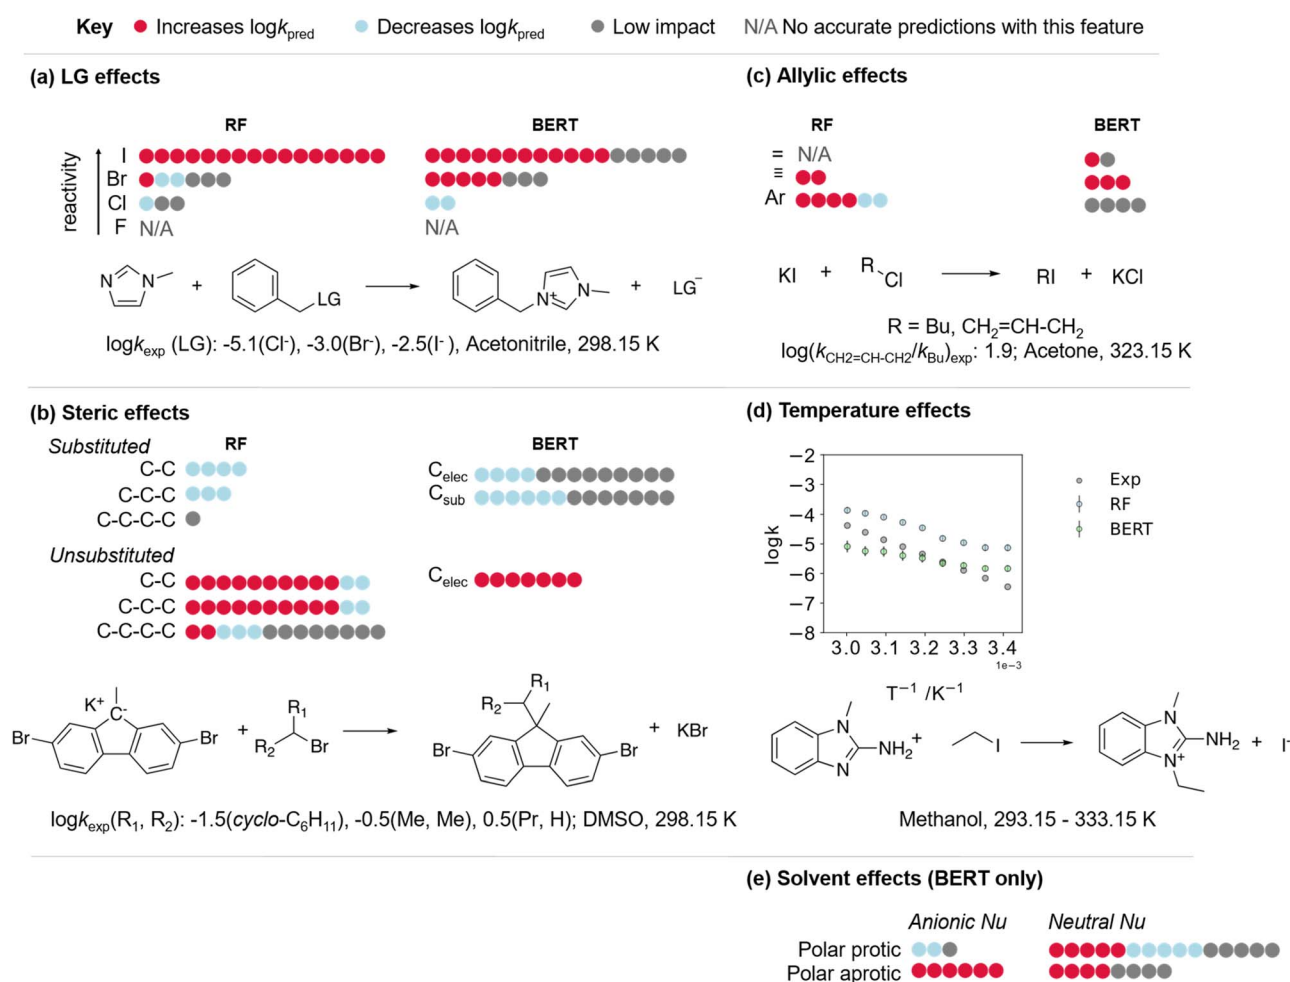 Key Increases logkpred Decreases logkpred Low impact N/A No accurate predictions with this feature
(a) LG effects
RF BERT
reactivity
I
Br
Cl
F N/A N/A
N N + LG N+ N + LG−
logkexp (LG): -5.1(Cl-), -3.0(Br-), -2.5(I-), Acetonitrile, 298.15 K
(c) Allylic effects
RF BERT
= N/A
≡
Ar
KI + R Cl RI + KCl
R = Bu, CH2=CH-CH2
log(kCH2=CH-CH2/kBu)exp: 1.9; Acetone, 323.15 K
(b) Steric effects
Substituted RF BERT
C-C
C-C-C
C-C-C-C
Celec
Csub
Unsubstituted
C-C
C-C-C
C-C-C-C
Celec
K+ C- Br Br + R1 R2 Br R1 R2 Br Br + KBr
logkexp(R1, R2): -1.5(cyclo-C6H11), -0.5(Me, Me), 0.5(Pr, H); DMSO, 298.15 K
(d) Temperature effects
−2
−3
−4
−5
−6
−7
−8
logk
3.0 3.1 3.2 3.3 3.4
1e−3
T−1 /K−1
Exp
RF
BERT
N N NH2 + I N N+ NH2 + I-
Methanol, 293.15 - 333.15 K
(e) Solvent effects (BERT only)
Anionic Nu Neutral Nu
Polar protic
Polar aprotic